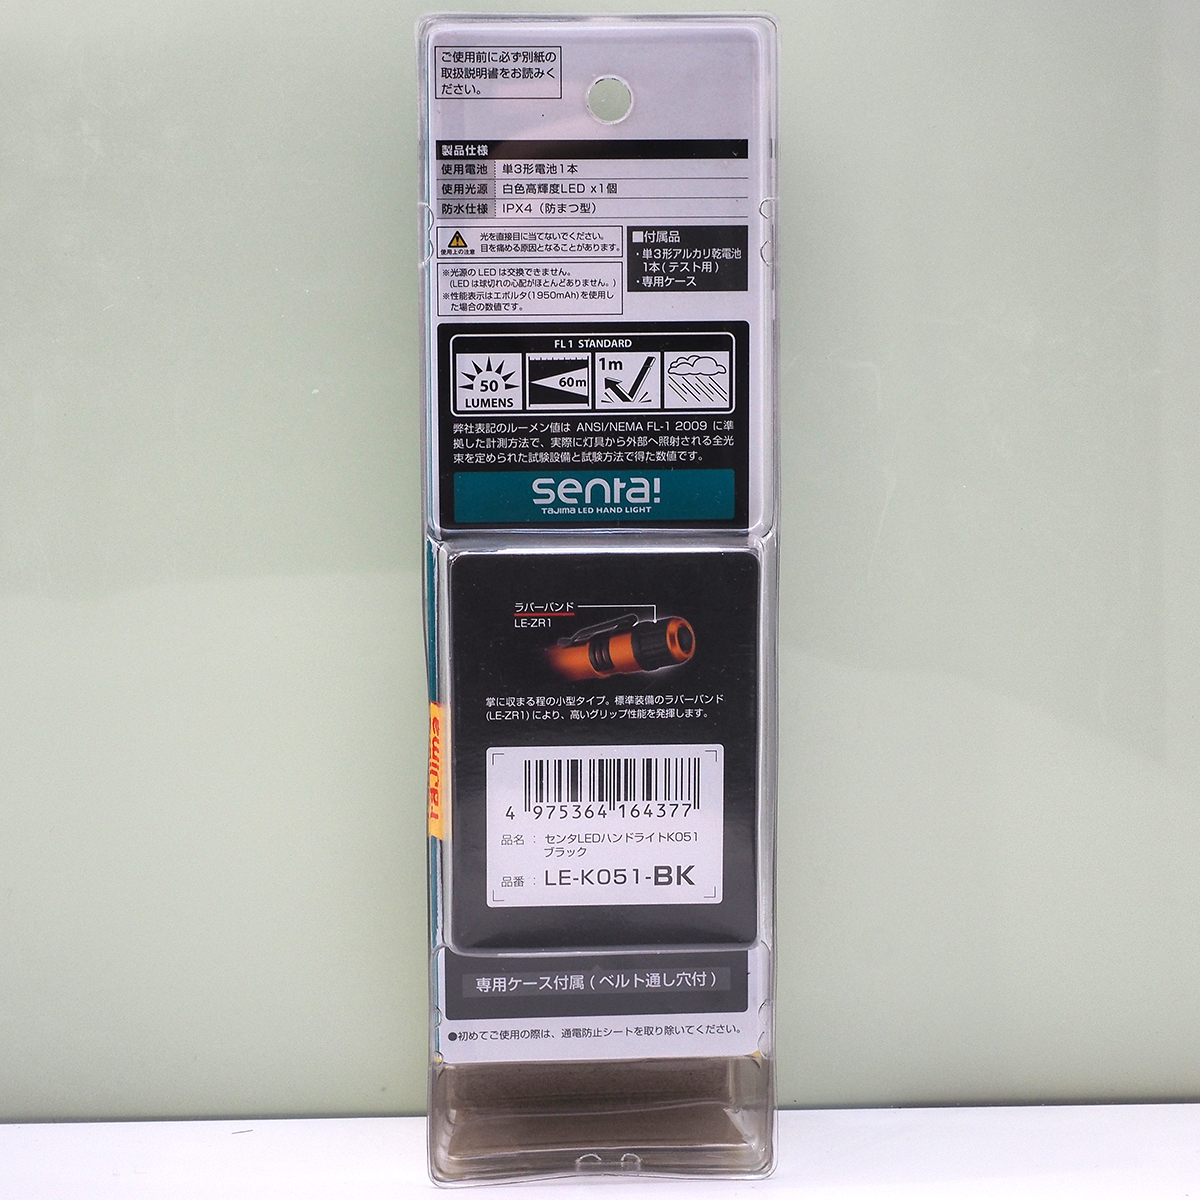 ご使用前に必ず別紙の
取扱説明書をお読みく
ださい。
製品仕様
使用電池 単3形電池1本
使用光源 白色高輝度LED x1個
防水仕様 IPX4（防まつ型）
使用上の注意
光を直接目に当てないでください。
目を痛める原因となることがあります。
※光源のLEDは交換できません。
(LEDは球切れの心配がほとんどありません。)
※性能表示はエボルタ(1950mAh)を使用し
た場合の数値です。
■付属品
・単3形アルカリ乾電池
1本(テスト用)
・専用ケース
FL 1 STANDARD
50
LUMENS
60m
1m
弊社表記のルーメン値は ANSI/NEMA FL-1 2009 に準
拠した計測方法で、実際に灯具から外部へ照射される全光
束を定められた試験設備と試験方法で得た数値です。
senta!
TAJIMA LED HAND LIGHT
ラバーバンド
LE-ZR1
掌に収まる程の小型タイプ。標準装備のラバーバンド
(LE-ZR1)により、高いグリップ性能を発揮します。
TAJIMA
4 975364 164377
品名 : センタLEDハンドライトK051
ブラック
品番 : LE-K051-BK
専用ケース付属(ベルト通し穴付)
●初めてご使用の際は、通電防止シートを取り除いてください。